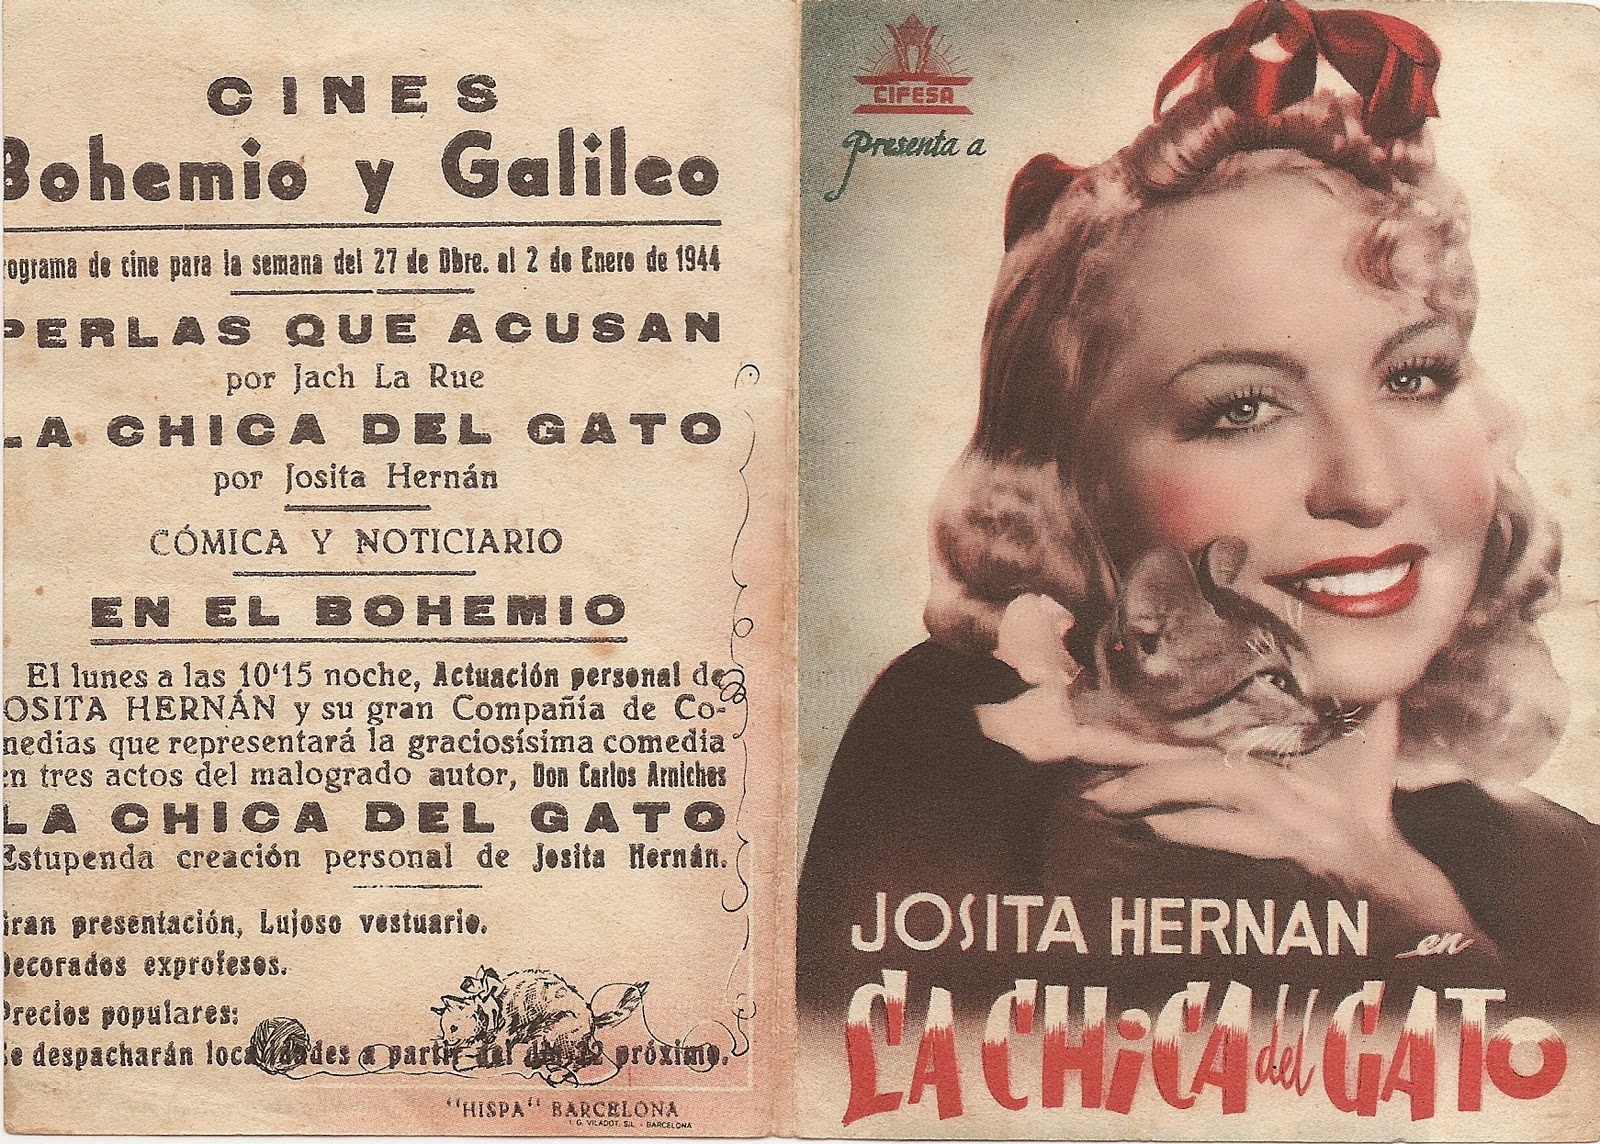 CINES
Bohemio y Galileo
rograma de cine para la semana del 27 de Dbre. al 2 de Enero de 1944
PERLAS QUE ACUSAN
por Jach La Rue
LA CHICA DEL GATO
por Josita Hernán
CÓMICA Y NOTICIARIO
EN EL BOHEMIO
El lunes a las 10'15 noche, Actuación personal de
OSITA HERNÁN y su gran Compañía de Co-
medias que representará la graciosísima comedia
en tres actos del malogrado autor, Don Carlos Arniches
LA CHICA DEL GATO
Estupenda creación personal de Josita Hernán.
Gran presentación, Lujoso vestuario.
Decorados exprofesos.
Precios populares:
Se despacharán localidades a partir del día 22 próximo.
"HISPA" BARCELONA
I. G. VILADOT. S.L. - BARCELONA
CIFESA
Presenta a
JOSITA HERNAN en
LA CHICA del GATO